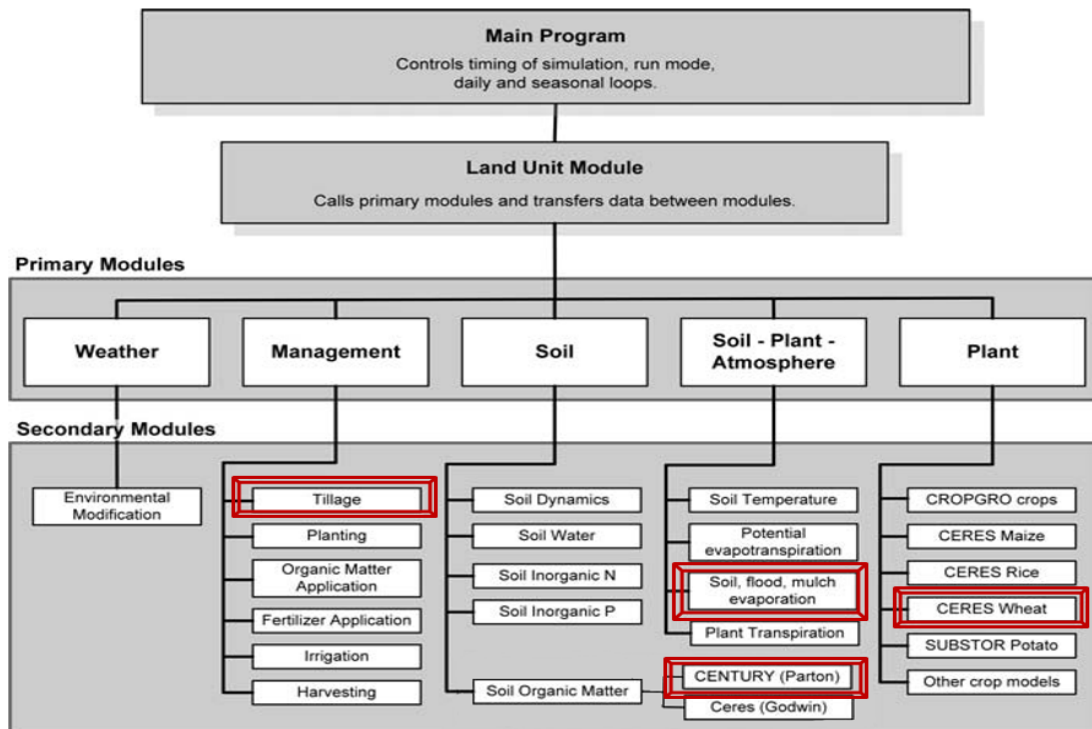 Main Program
Controls timing of simulation, run mode,
daily and seasonal loops.
Land Unit Module
Calls primary modules and transfers data between modules.
Primary Modules
Weather
Management
Soil
Soil - Plant -
Atmosphere
Plant
Secondary Modules
Environmental
Modification
Tillage
Planting
Organic Matter
Application
Fertilizer Application
Irrigation
Harvesting
Soil Dynamics
Soil Water
Soil Inorganic N
Soil Inorganic P
Soil Organic Matter
CENTURY (Parton)
Ceres (Godwin)
Soil Temperature
Potential
evapotranspiration
Soil, flood, mulch
evaporation
Plant Transpiration
CROPGRO crops
CERES Maize
CERES Rice
CERES Wheat
SUBSTOR Potato
Other crop models